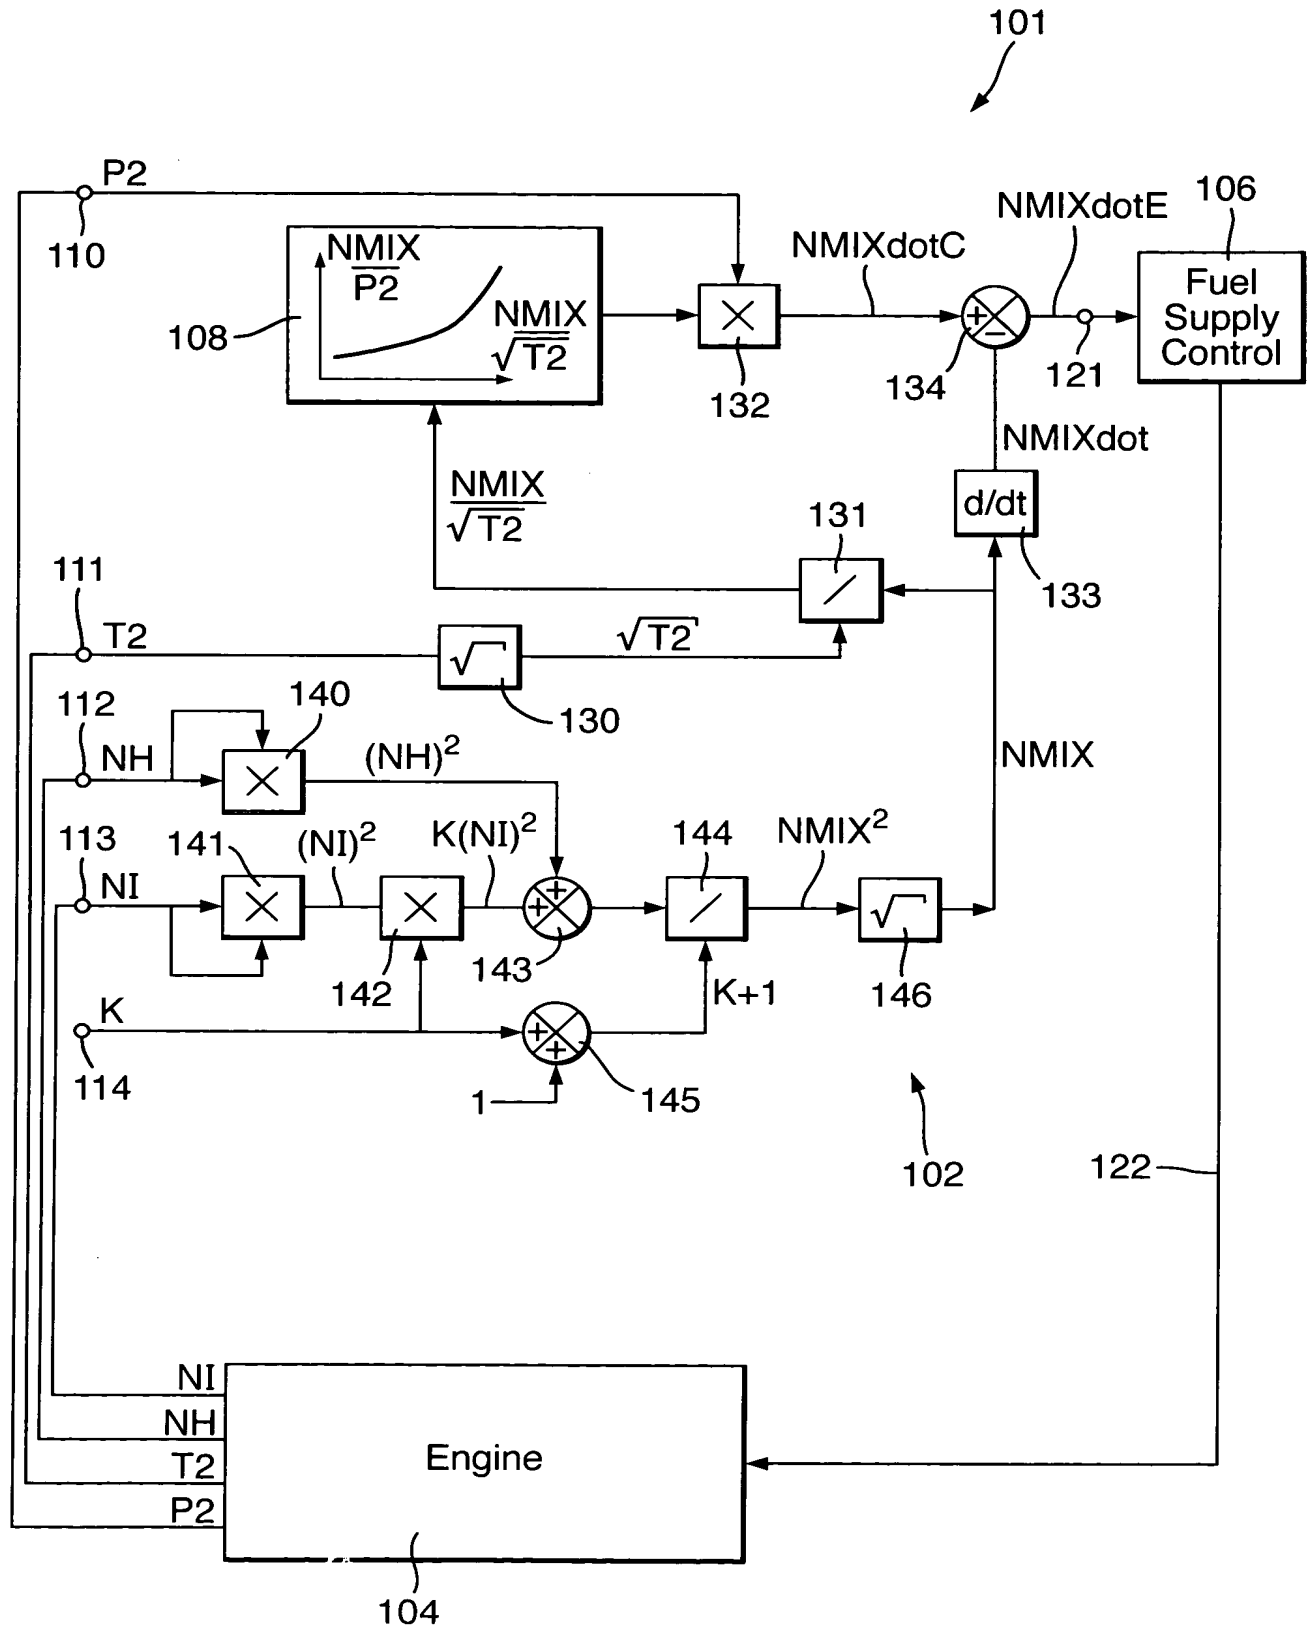 101
P2
110
NMIX
P2
NMIX
√T2
108
132
NMIXdotC
134
NMIXdotE
121
106
Fuel
Supply
Control
NMIXdot
d/dt
133
NMIX
√T2
131
111
T2
√
√T2
130
112
NH
140
(NH)²
NMIX
113
NI
141
(NI)²
142
K(NI)²
143
144
NMIX²
√
146
K
114
K+1
1
145
102
122
NI
NH
T2
P2
Engine
104